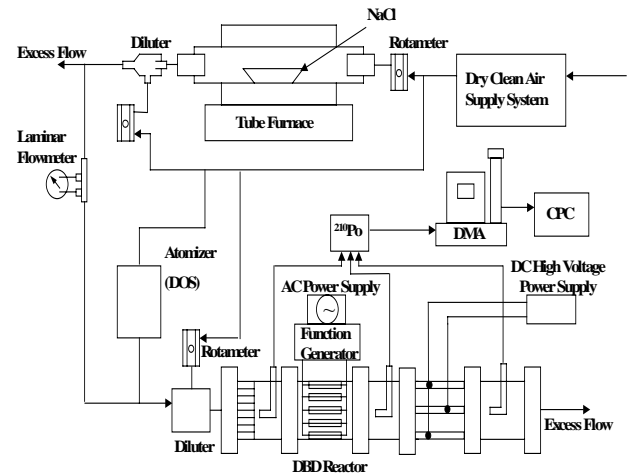 NaCl
Diluter
Rotameter
Excess Flow
Dry Clean Air
Supply System
Tube Furnace
Laminar
Flowmeter
210Po
DMA
CPC
Atomizer
(DOS)
AC Power Supply
DC High Voltage
Power Supply
Function
Generator
Rotameter
Diluter
Excess Flow
DBD Reactor